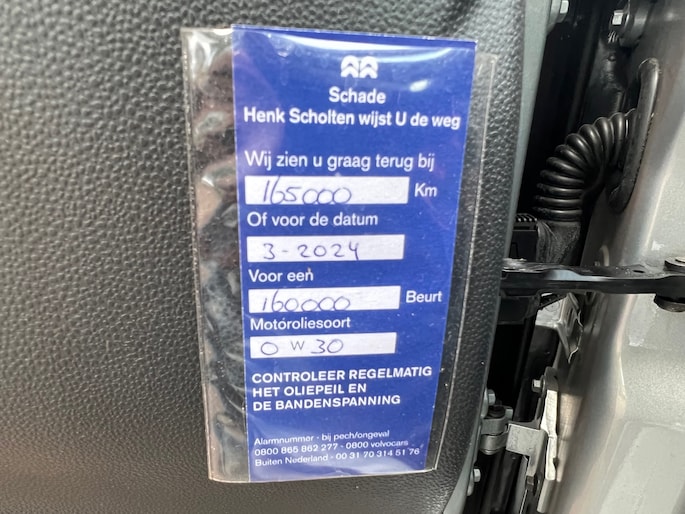 Schade
Henk Scholten wijst U de weg
Wij zien u graag terug bij
165000 Km
Of voor de datum
3-2024
Voor een
160.000 Beurt
Motoroliesoort
0 W 30
CONTROLEER REGELMATIG
HET OLIEPEIL EN
DE BANDENSPANNING
Alarmnummer - bij pech/ongeval
0800 865 862 277 - 0800 volvocars
Buiten Nederland - 00 31 70 314 51 76